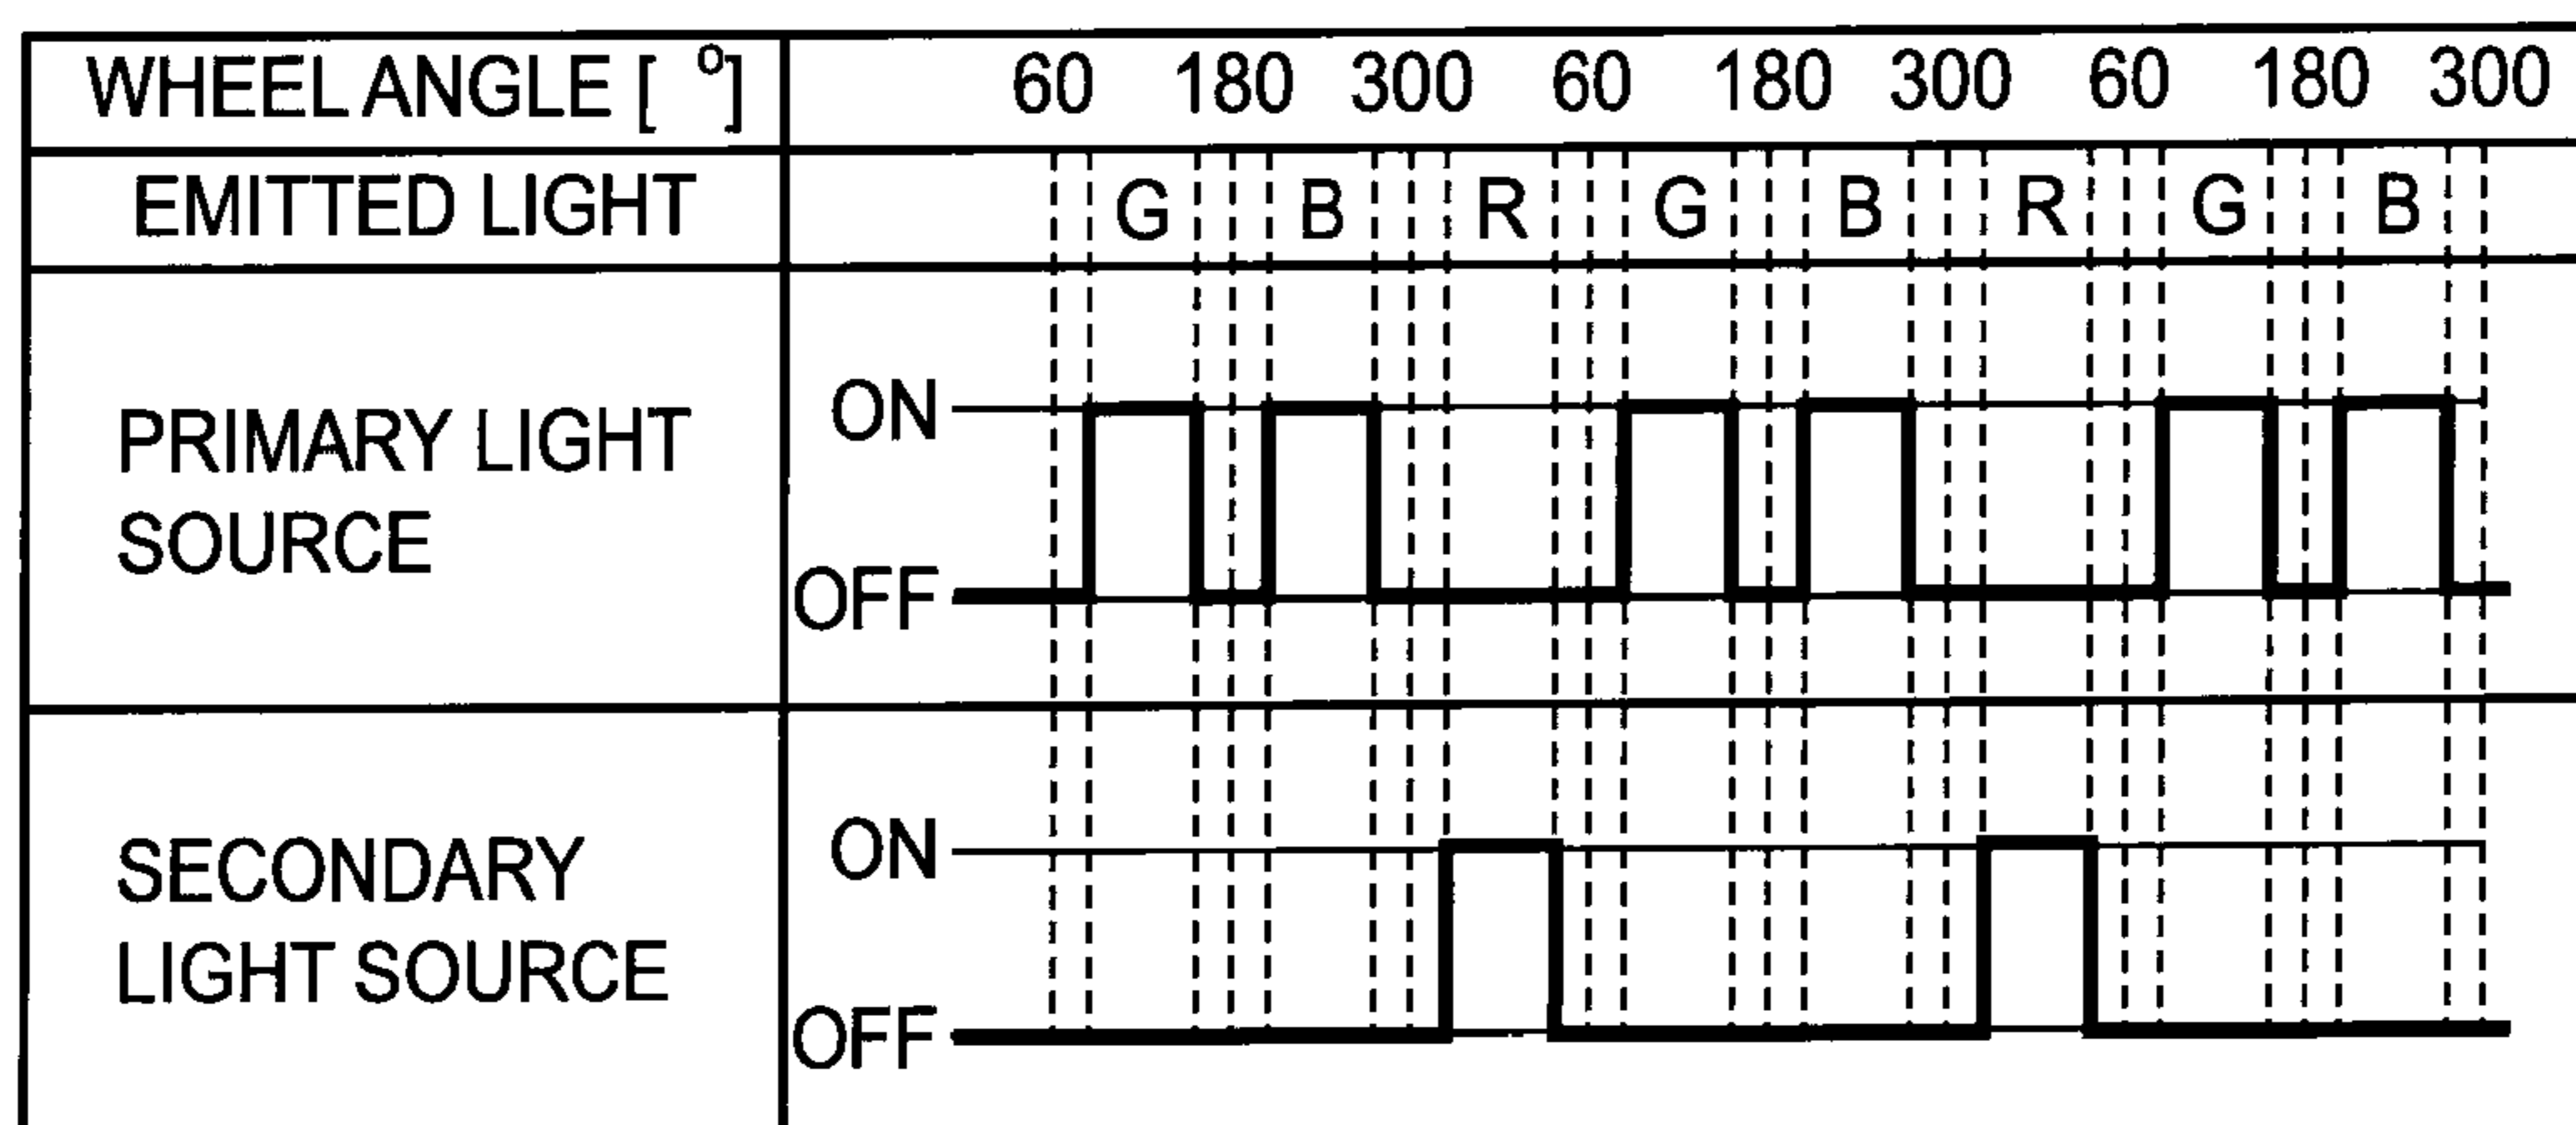 WHEEL ANGLE [ °] 60 180 300 60 180 300 60 180 300
EMITTED LIGHT G B R G B R G B
PRIMARY LIGHT
SOURCE
ON
OFF
SECONDARY
LIGHT SOURCE
ON
OFF